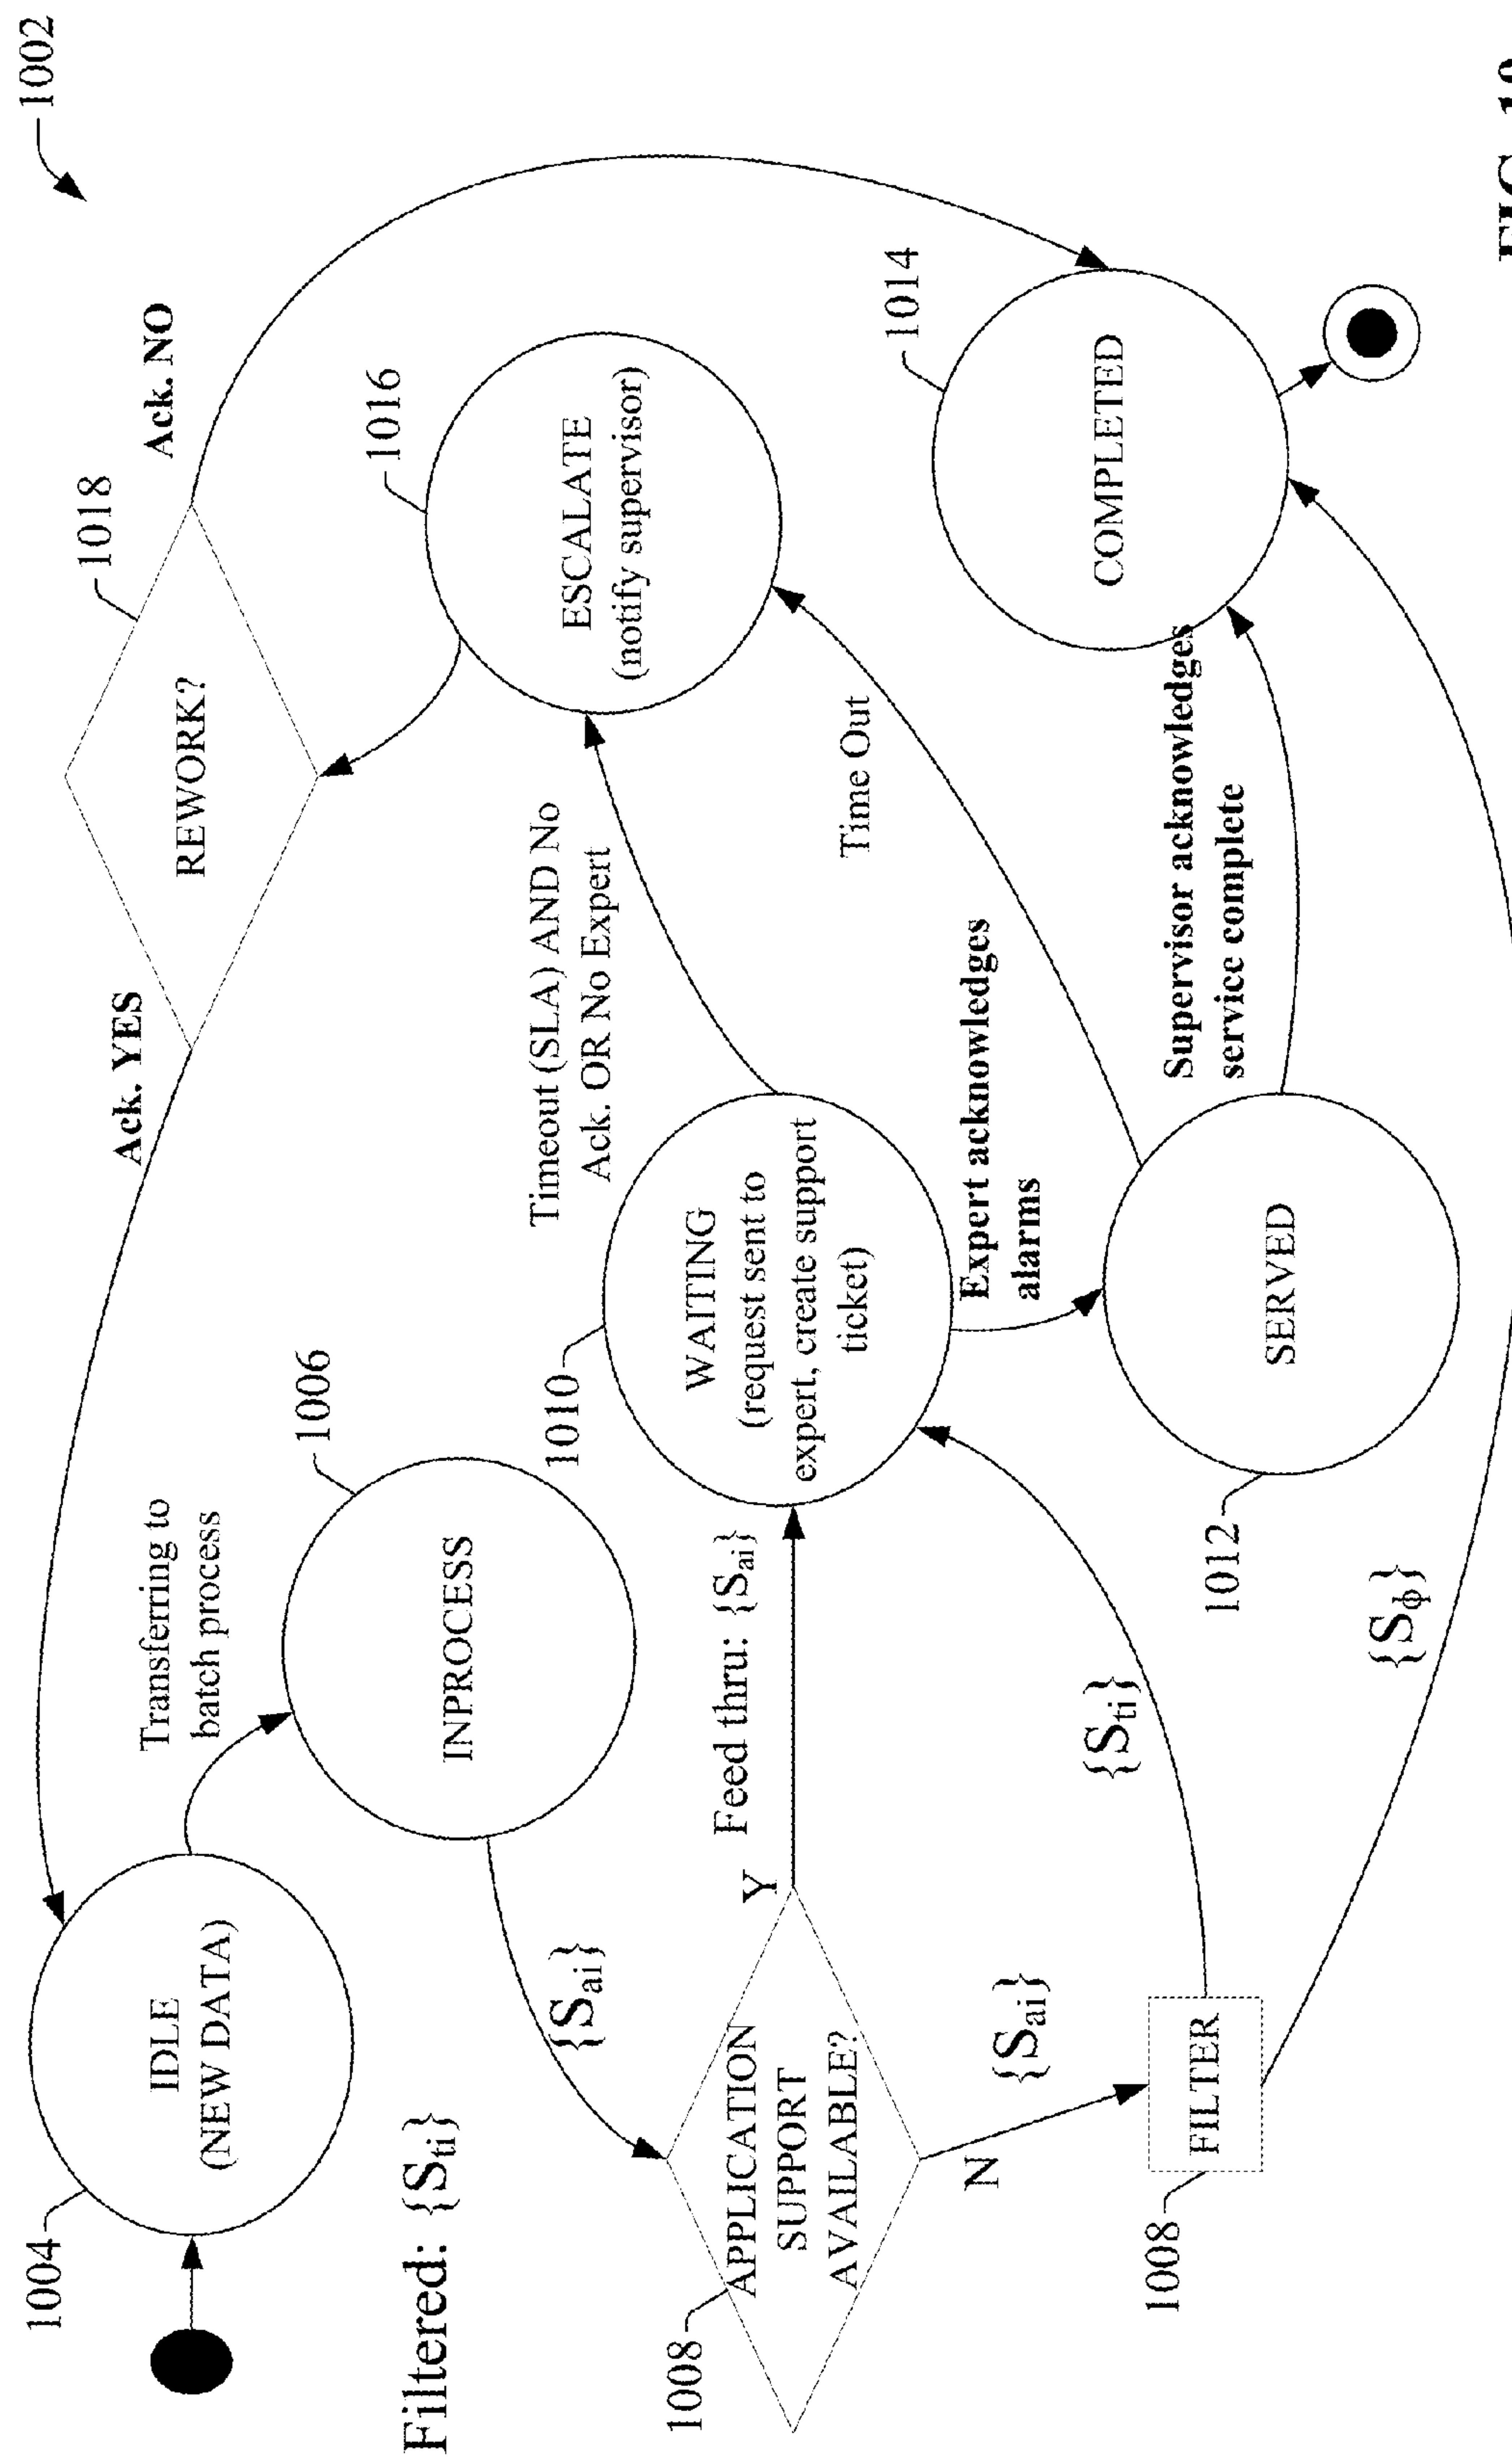 1002
1018
Ack. YES
REWORK?
Ack. NO
1004
IDLE
(NEW DATA)
Transferring to
batch process
1006
INPROCESS
1016
ESCALATE
(notify supervisor)
Filtered: {Sti}
{Sai}
Timeout (SLA) AND No
Ack. OR No Expert
1010
WAITING
(request sent to
expert, create support
ticket)
1008
APPLICATION
SUPPORT
AVAILABLE?
Y
Feed thru: {Sai}
Time Out
1014
COMPLETED
N
{Sai}
Expert acknowledges
alarms
{Sti}
1008
FILTER
1012
SERVED
Supervisor acknowledges
service complete
{Sϕ}
FIG. 10